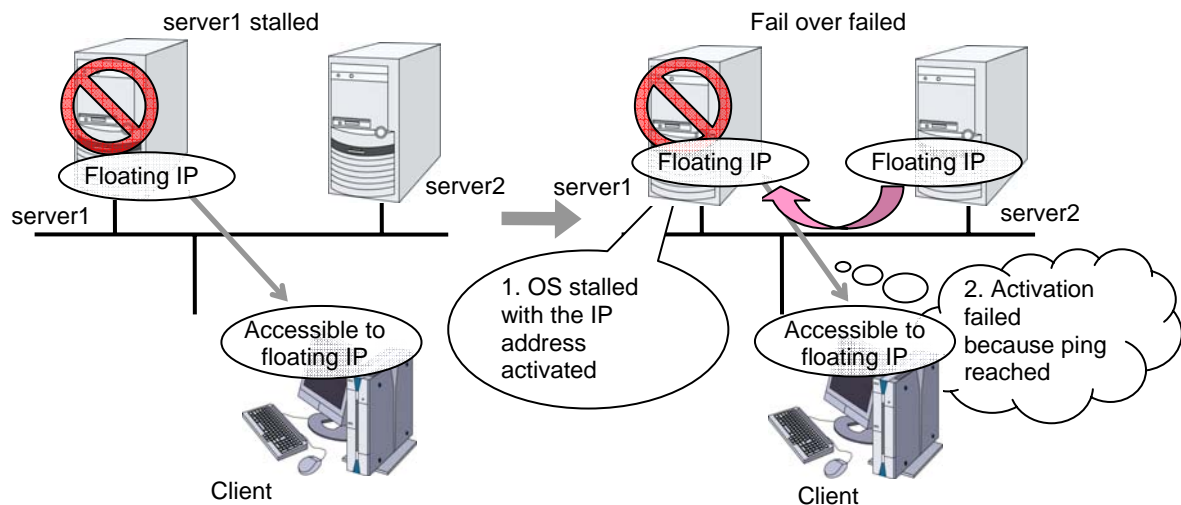 server1 stalled
Floating IP
server2
server1
Accessible to
floating IP
Client
Fail over failed
Floating IP
Floating IP
server1
server2
1. OS stalled
with the IP
address
activated
2. Activation
failed
because ping
reached
Accessible to
floating IP
Client